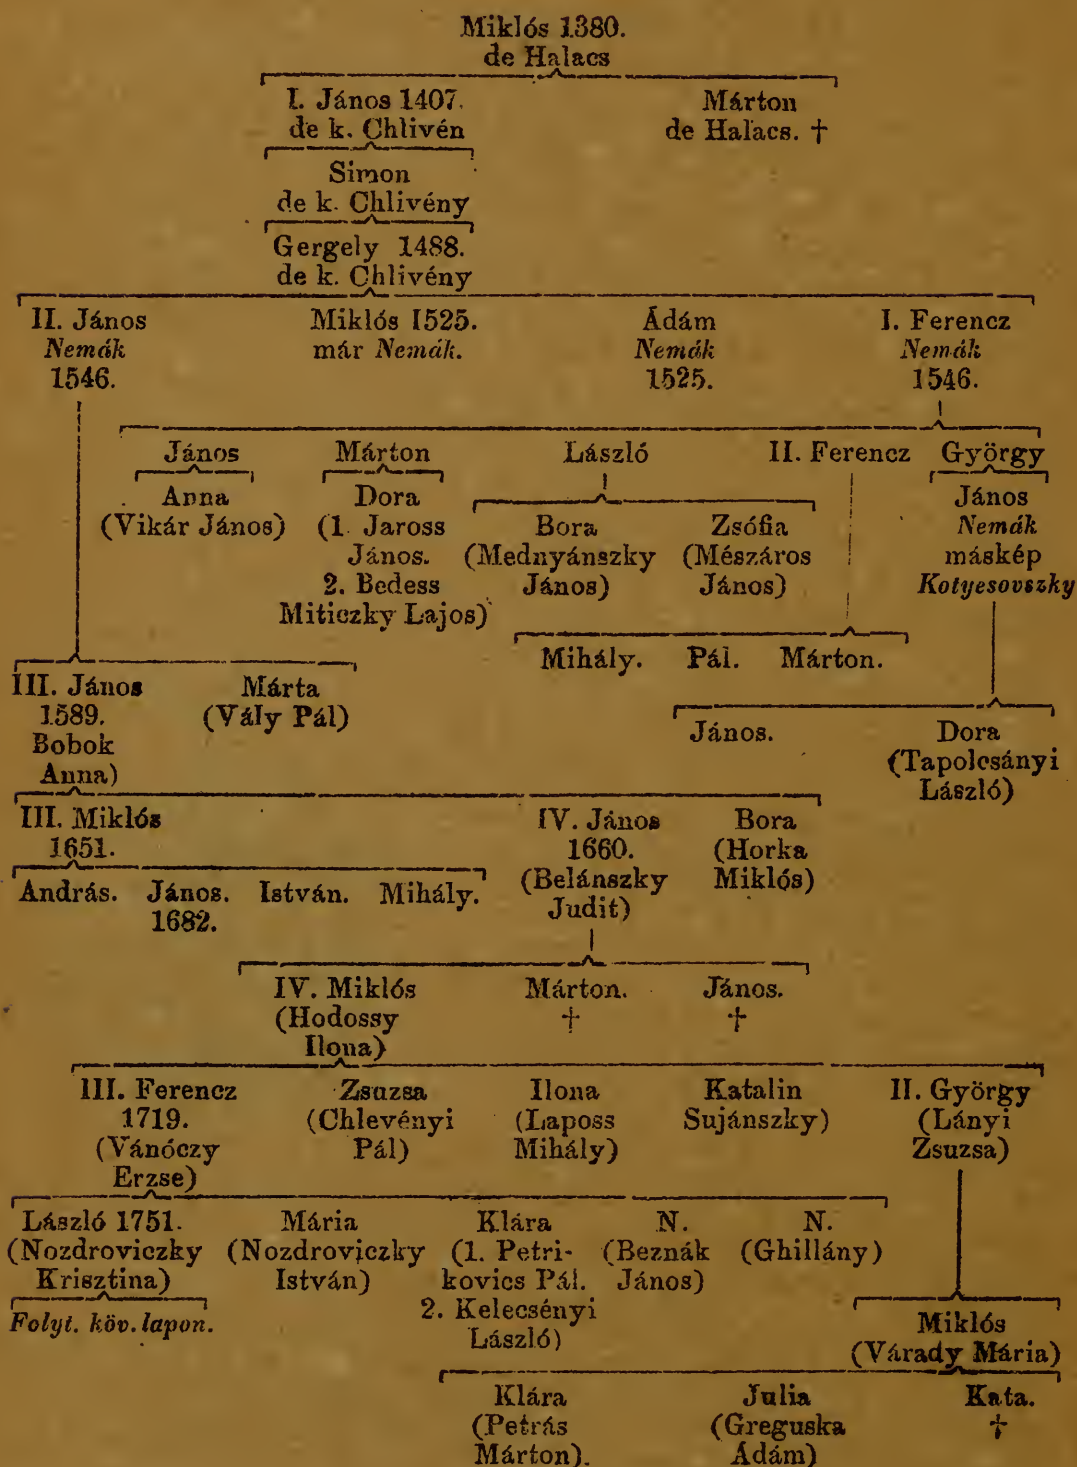 Miklós 1380.
de Halacs
I. János 1407. Márton
de k. Chlivén de Halacs. †
Simon
de k. Chlivény
Gergely 1488.
de k. Chlivény
II. János Miklós 1525. Ádám I. Ferencz
Nemák már Nemák. Nemák Nemák
1546. 1525. 1546.
János Márton László II. Ferencz György
Anna Dora János
(Vikár János) (1. Jaross Bora Zsófia Nemák
János. (Mednyánszky (Mészáros máskép
2. Bedess János) János) Kotyesovszky
Miticzky Lajos)
Mihály. Pál. Márton.
III. János Márta
1589. (Vály Pál) János. Dora
Bobok (Tapolcsányi
Anna) László)
III. Miklós IV. János Bora
1651. 1660. (Horka
András. János. István. Mihály. (Belánszky Miklós)
1682. Judit)
IV. Miklós Márton. János.
(Hodossy † †
Ilona)
III. Ferencz Zsuzsa Ilona Katalin II. György
1719. (Chlevényi (Laposs Sujánszky) (Lányi
(Vánóczy Pál) Mihály) Zsuzsa)
Erzse)
László 1751. Mária Klára N. N.
(Nozdroviczky (Nozdroviczky (1. Petri- (Beznák (Ghillány)
Krisztina) István) kovics Pál. János)
Folyt. köv. lapon. 2. Kelecsényi Miklós
László) (Várady Mária)
Klára Julia Kata.
(Petrás (Greguska †
Márton). Ádám)